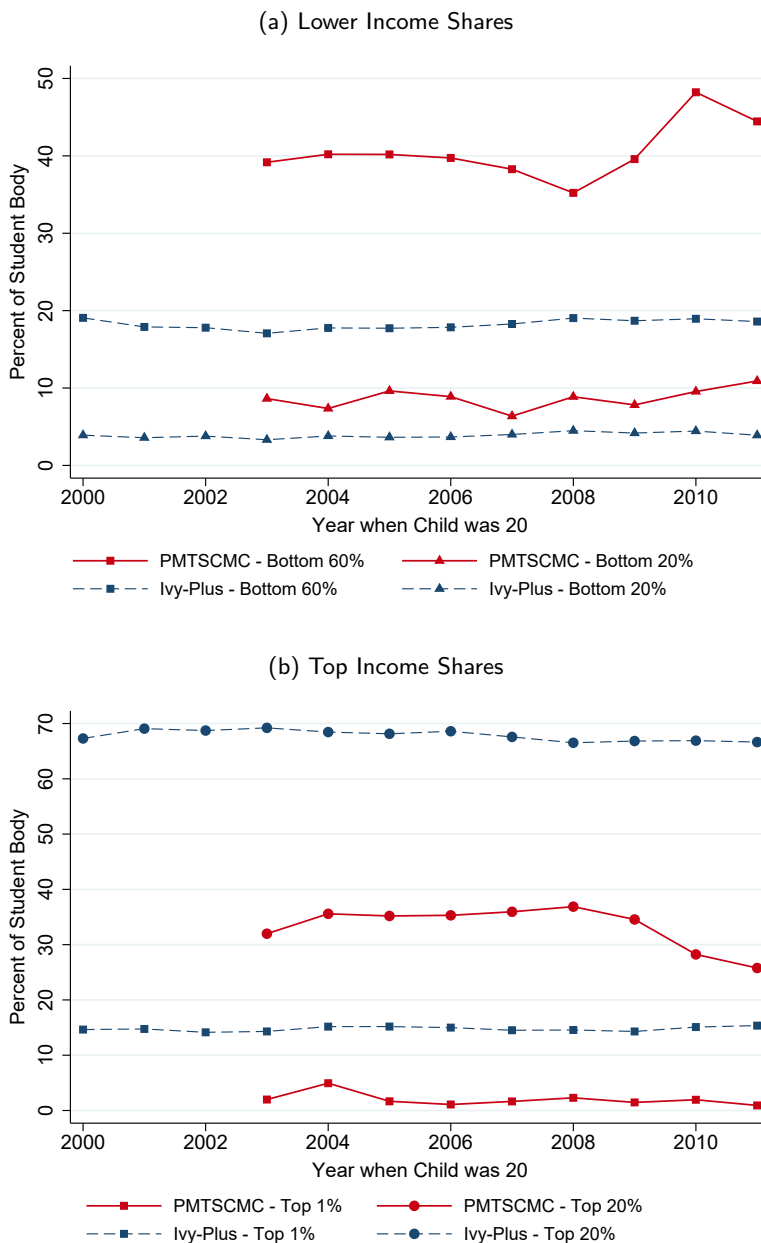 (a) Lower Income Shares
Percent of Student Body
50
40
30
20
10
0
2000 2002 2004 2006 2008 2010
Year when Child was 20
PMTSCMC - Bottom 60% PMTSCMC - Bottom 20%
Ivy-Plus - Bottom 60% Ivy-Plus - Bottom 20%
(b) Top Income Shares
Percent of Student Body
70
60
50
40
30
20
10
0
2000 2002 2004 2006 2008 2010
Year when Child was 20
PMTSCMC - Top 1% PMTSCMC - Top 20%
Ivy-Plus - Top 1% Ivy-Plus - Top 20%